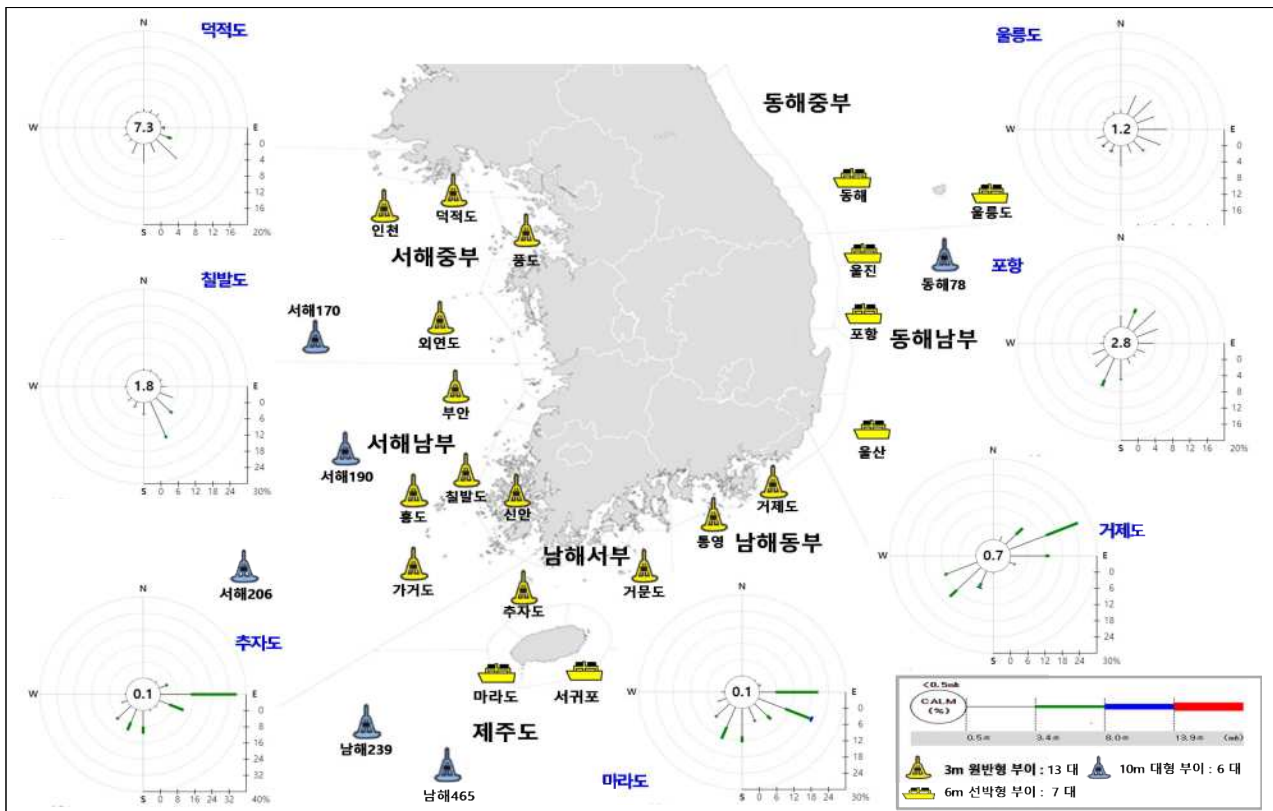 덕적도
N
W
E
7.3
0
4
8
12
16
S 0 4 8 12 16 20%
울릉도
N
W
E
1.2
0
4
8
12
16
동해중부
동해
울릉도
인천
덕적도
풍도
서해중부
울진
동해78
칠발도
N
W
E
1.8
0
6
12
18
24
S 0 6 12 18 24 30%
포항
N
W
E
2.8
0
4
8
12
16
S 0 4 8 12 16 20%
서해170
외연도
포항
동해남부
부안
울산
서해남부
서해190
칠발도
홍도
신안
거제도
통영
남해동부
남해서부
거제도
N
W
E
0.7
0
6
12
18
24
S 0 6 12 18 24 30%
서해206
가거도
추자도
거문도
추자도
N
W
E
0.1
0
8
16
24
32
S 0 8 16 24 32 40%
마라도
서귀포
제주도
남해239
남해465
마라도
N
W
E
0.1
0
6
12
18
24
S 0 6 12 18 24 30%
CALM
(%)
0.5m 3.4m 8.0m 13.9m
3m 원반형 부이 : 13 대
10m 대형 부이 : 6 대
6m 선박형 부이 : 7 대